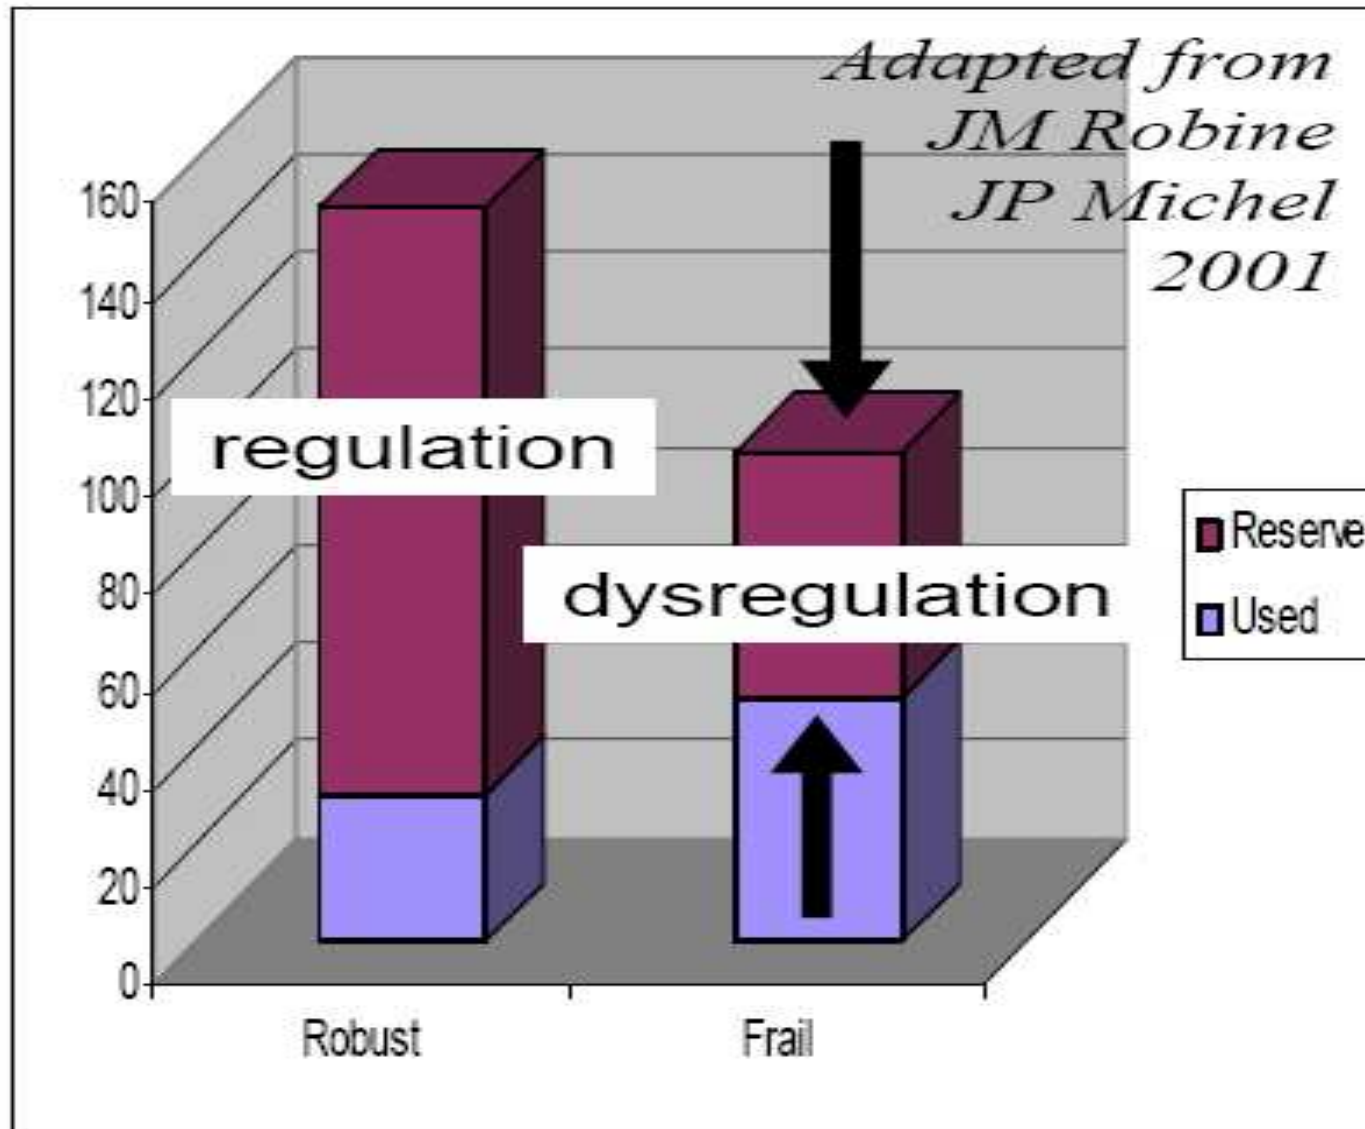 Adapted from
JM Robine
JP Michel
2001
160
140
120
100
80
60
40
20
0
regulation
dysregulation
Reserve
Used
Robust
Frail